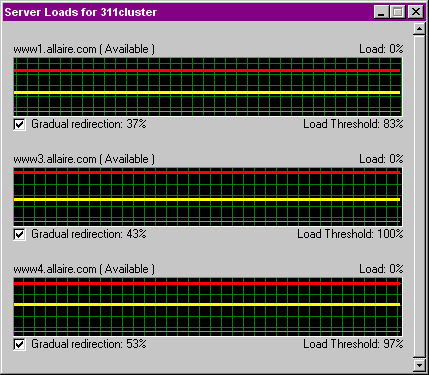 Server Loads for 311cluster
www1.allaire.com ( Available ) Load: 0%
Gradual redirection: 37% Load Threshold: 83%
www3.allaire.com ( Available ) Load: 0%
Gradual redirection: 43% Load Threshold: 100%
www4.allaire.com ( Available ) Load: 0%
Gradual redirection: 53% Load Threshold: 97%